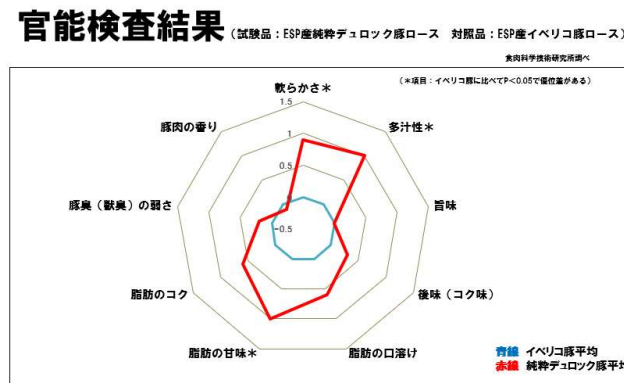 官能検査結果(試験品:ESP産純粋デュロック豚ロース 対照品:ESP産イベリコ豚ロース)
食肉科学技術研究所調べ
(*項目:イベリコ豚に比べてP<0.05で優位差がある)
軟らかさ*
1.5
豚肉の香り
多汁性*
1
0.5
豚臭(獣臭)の弱さ
0
旨味
-0.5
脂肪のコク
後味(コク味)
脂肪の甘味*
脂肪の口溶け
青線 イベリコ豚平均
赤線 純粋デュロック豚平均